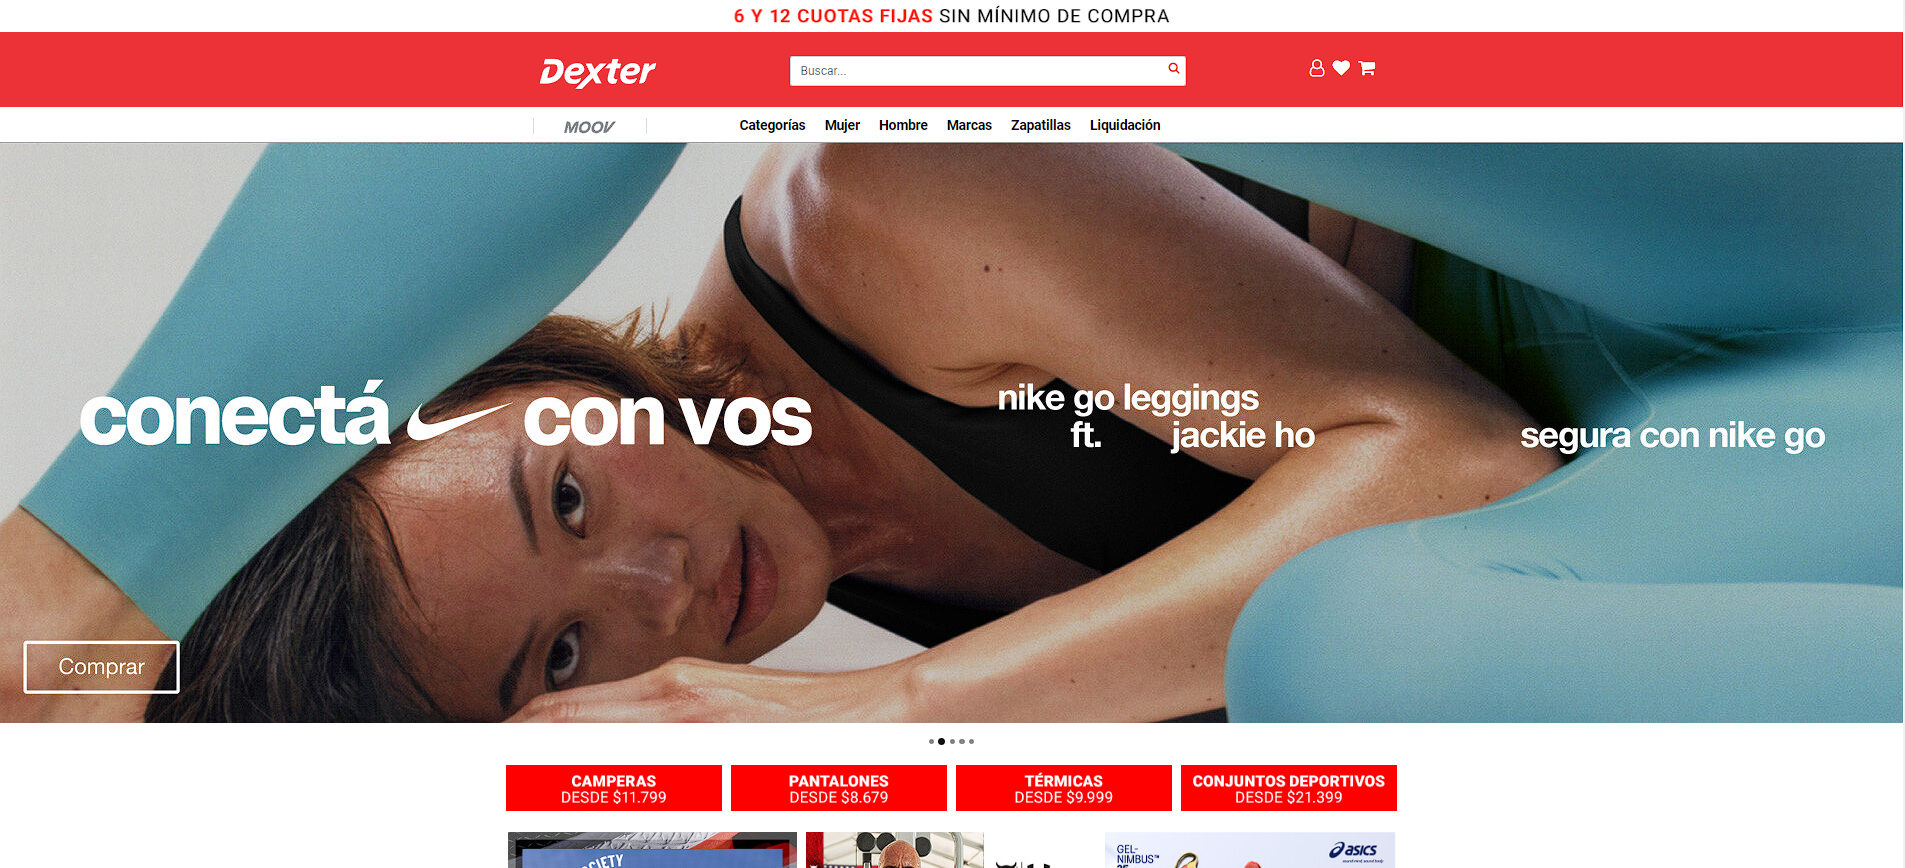 6 Y 12 CUOTAS FIJAS SIN MÍNIMO DE COMPRA
Dexter
Buscar...
MOOV
Categorías Mujer Hombre Marcas Zapatillas Liquidación
conectá con vos
nike go leggings
ft. jackie ho
segura con nike go
Comprar
CAMPERAS
DESDE $11.799
PANTALONES
DESDE $8.679
TÉRMICAS
DESDE $9.999
CONJUNTOS DEPORTIVOS
DESDE $21.399
GEL-
NIMBUS™
asics